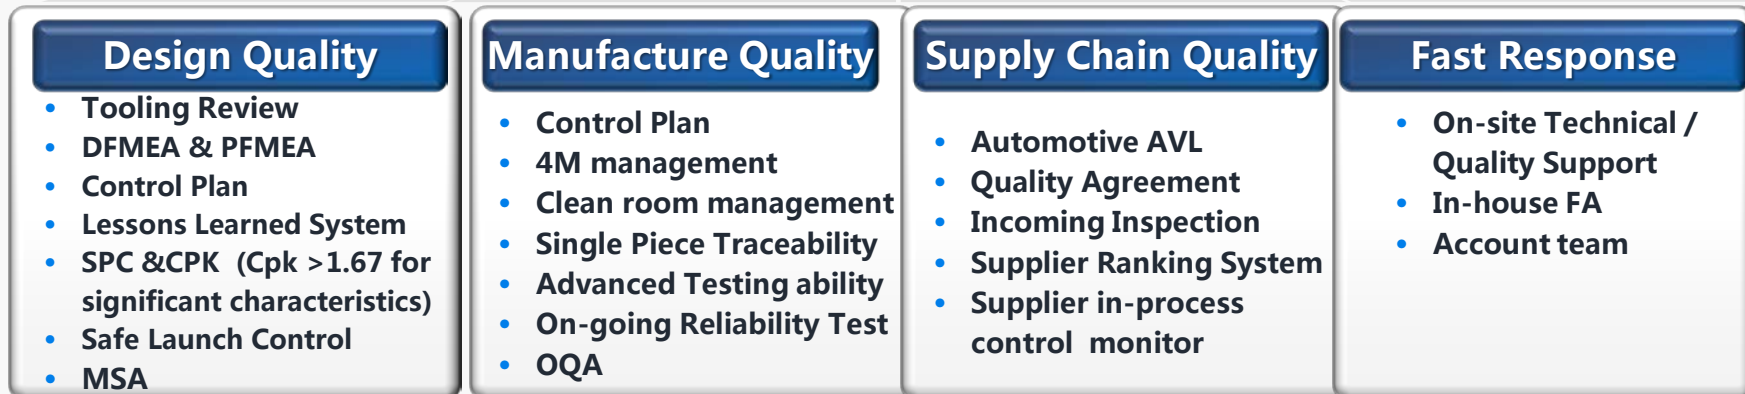 Design Quality
• Tooling Review
• DFMEA & PFMEA
• Control Plan
• Lessons Learned System
• SPC &CPK (Cpk >1.67 for
significant characteristics)
• Safe Launch Control
• MSA
Manufacture Quality
• Control Plan
• 4M management
• Clean room management
• Single Piece Traceability
• Advanced Testing ability
• On-going Reliability Test
• OQA
Supply Chain Quality
• Automotive AVL
• Quality Agreement
• Incoming Inspection
• Supplier Ranking System
• Supplier in-process
control monitor
Fast Response
• On-site Technical /
Quality Support
• In-house FA
• Account team